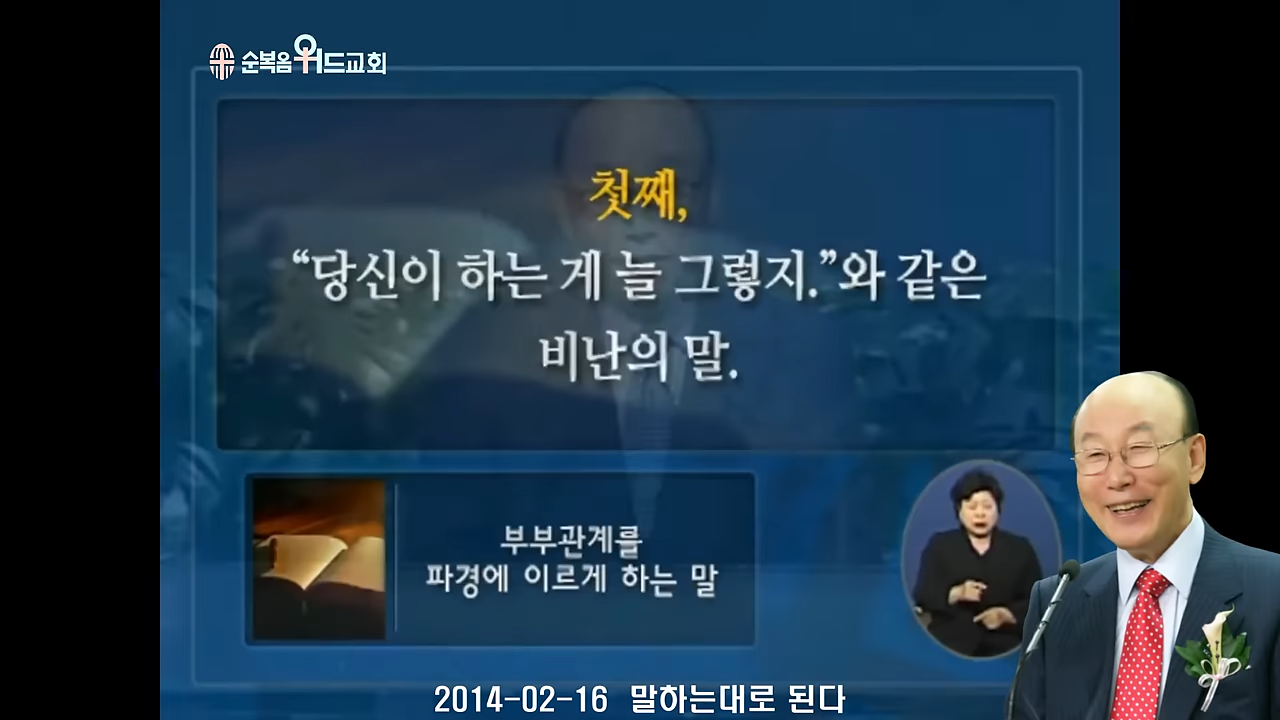 순복음워드교회
첫째,
“당신이 하는 게 늘 그렇지.”와 같은
비난의 말.
부부관계를
파경에 이르게 하는 말
2014-02-16 말하는대로 된다